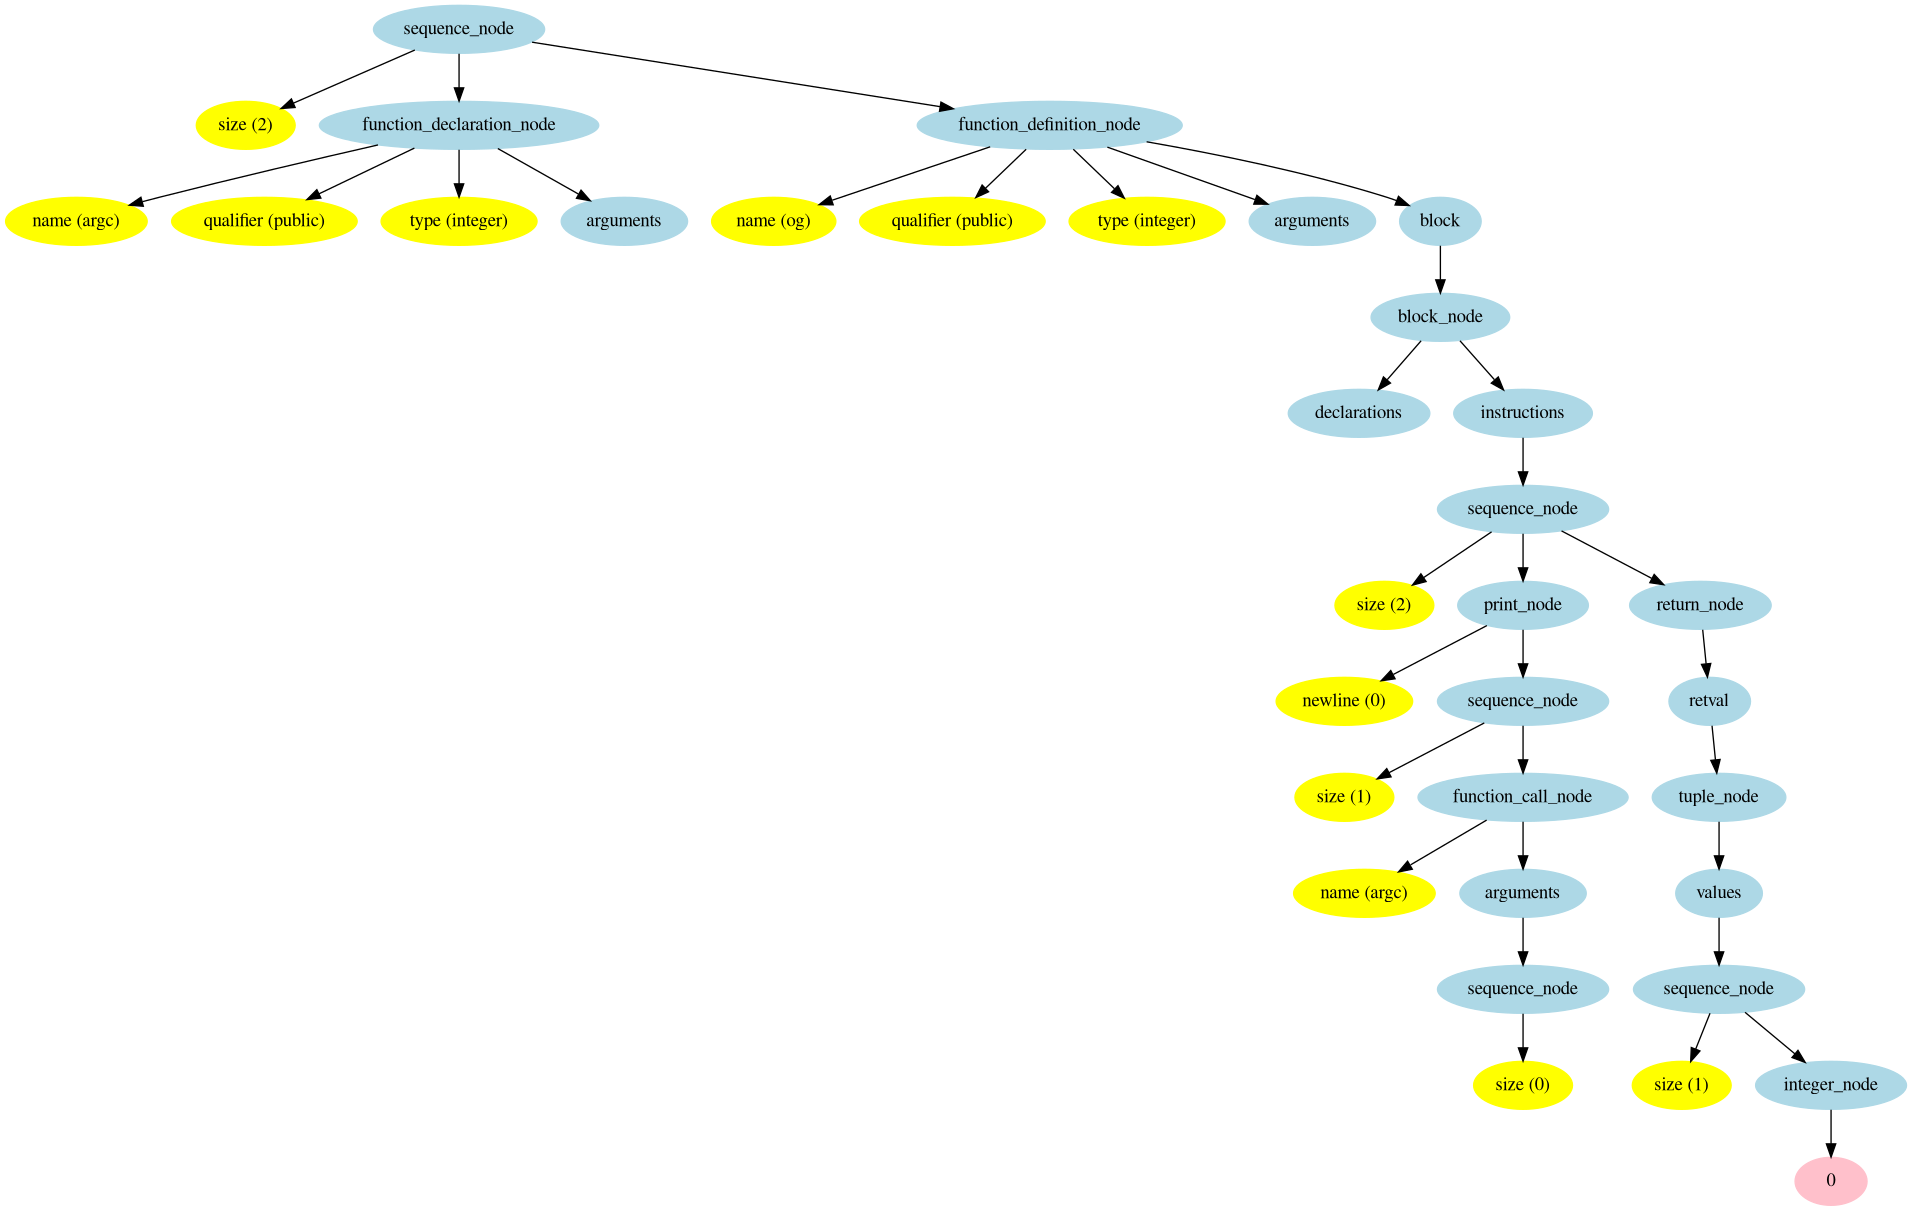 sequence_node
size (2)
function_declaration_node
function_definition_node
name (argc)
qualifier (public)
type (integer)
arguments
name (og)
qualifier (public)
type (integer)
arguments
block
block_node
declarations
instructions
sequence_node
size (2)
print_node
return_node
newline (0)
sequence_node
retval
size (1)
function_call_node
tuple_node
name (argc)
arguments
values
sequence_node
sequence_node
size (0)
size (1)
integer_node
0